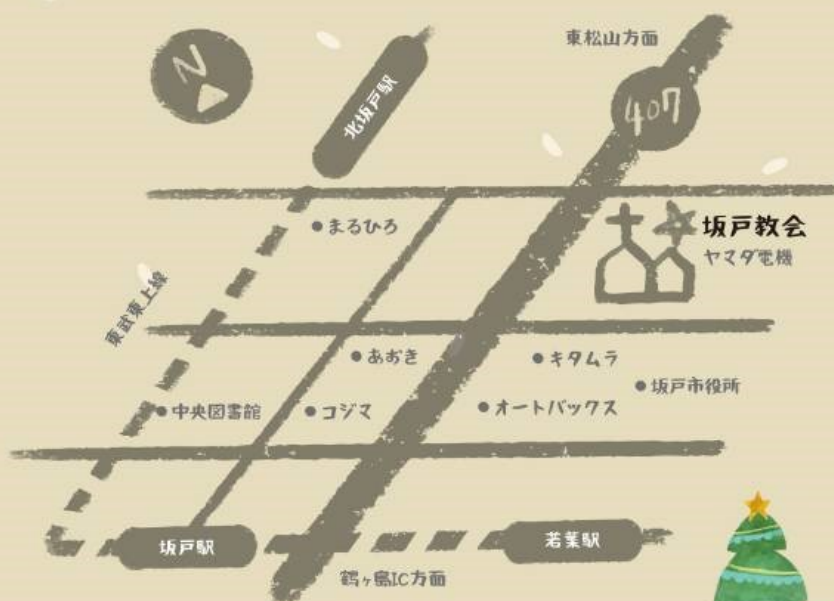 東松山方面
N
北坂戸駅
407
坂戸教会
●まるひろ
ヤマダ電機
東武東上線
●あおき
●キタムラ
●坂戸市役所
●中央図書館
●コジマ
●オートバックス
坂戸駅
若葉駅
鶴ヶ島IC方面